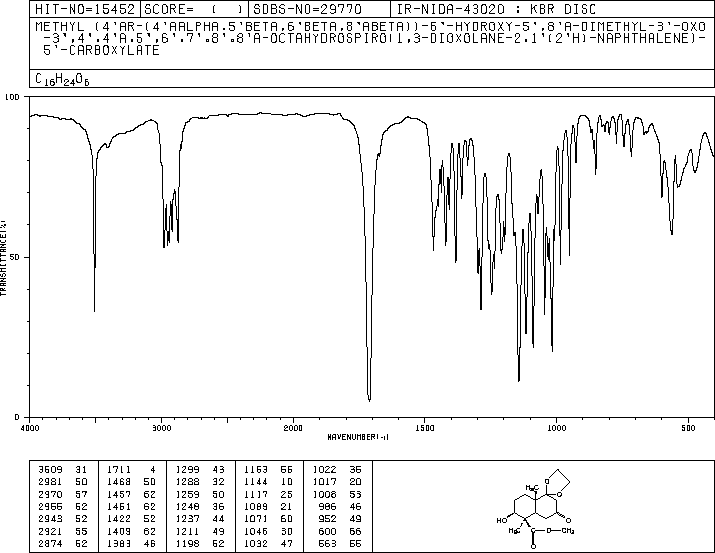 HIT-NO=15452 SCORE= ( ) SDBS-NO=29770 IR-NIDA-43020 : KBR DISC
METHYL (4'AR-(4'AALPHA,5'BETA,6'BETA,8'ABETA))-6'-HYDROXY-5',8'A-DIMETHYL-3'-OXO
-3',4',4'A,5',6',7',8',8'A-OCTAHYDROSPIRO(1,3-DIOXOLANE-2,1'(2'H)-NAPHTHALENE)-
5'-CARBOXYLATE
C16H24O6
100
50
0
TRANSMITTANCE(%)
4000 3000 2000 1500 1000 500
WAVENUMBER(-1)
3509 31 1711 4 1299 43 1153 55 1022 35
2981 50 1468 50 1288 32 1144 10 1017 20
2970 57 1457 62 1259 50 1117 25 1008 53
2955 52 1451 62 1248 36 1089 21 986 46
2943 52 1422 52 1237 44 1071 60 952 49
2921 55 1409 62 1211 49 1045 30 600 66
2874 52 1383 46 1198 52 1032 47 563 55
H3C O O HO O H3C C O CH3 O